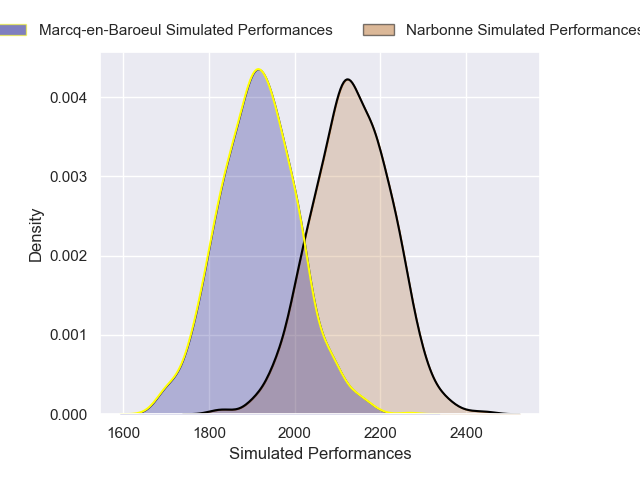 Marcq-en-Baroeul Simulated Performances Narbonne Simulated Performances
0.004
0.003
0.002
0.001
0.000
Density
1600 1800 2000 2200 2400
Simulated Performances